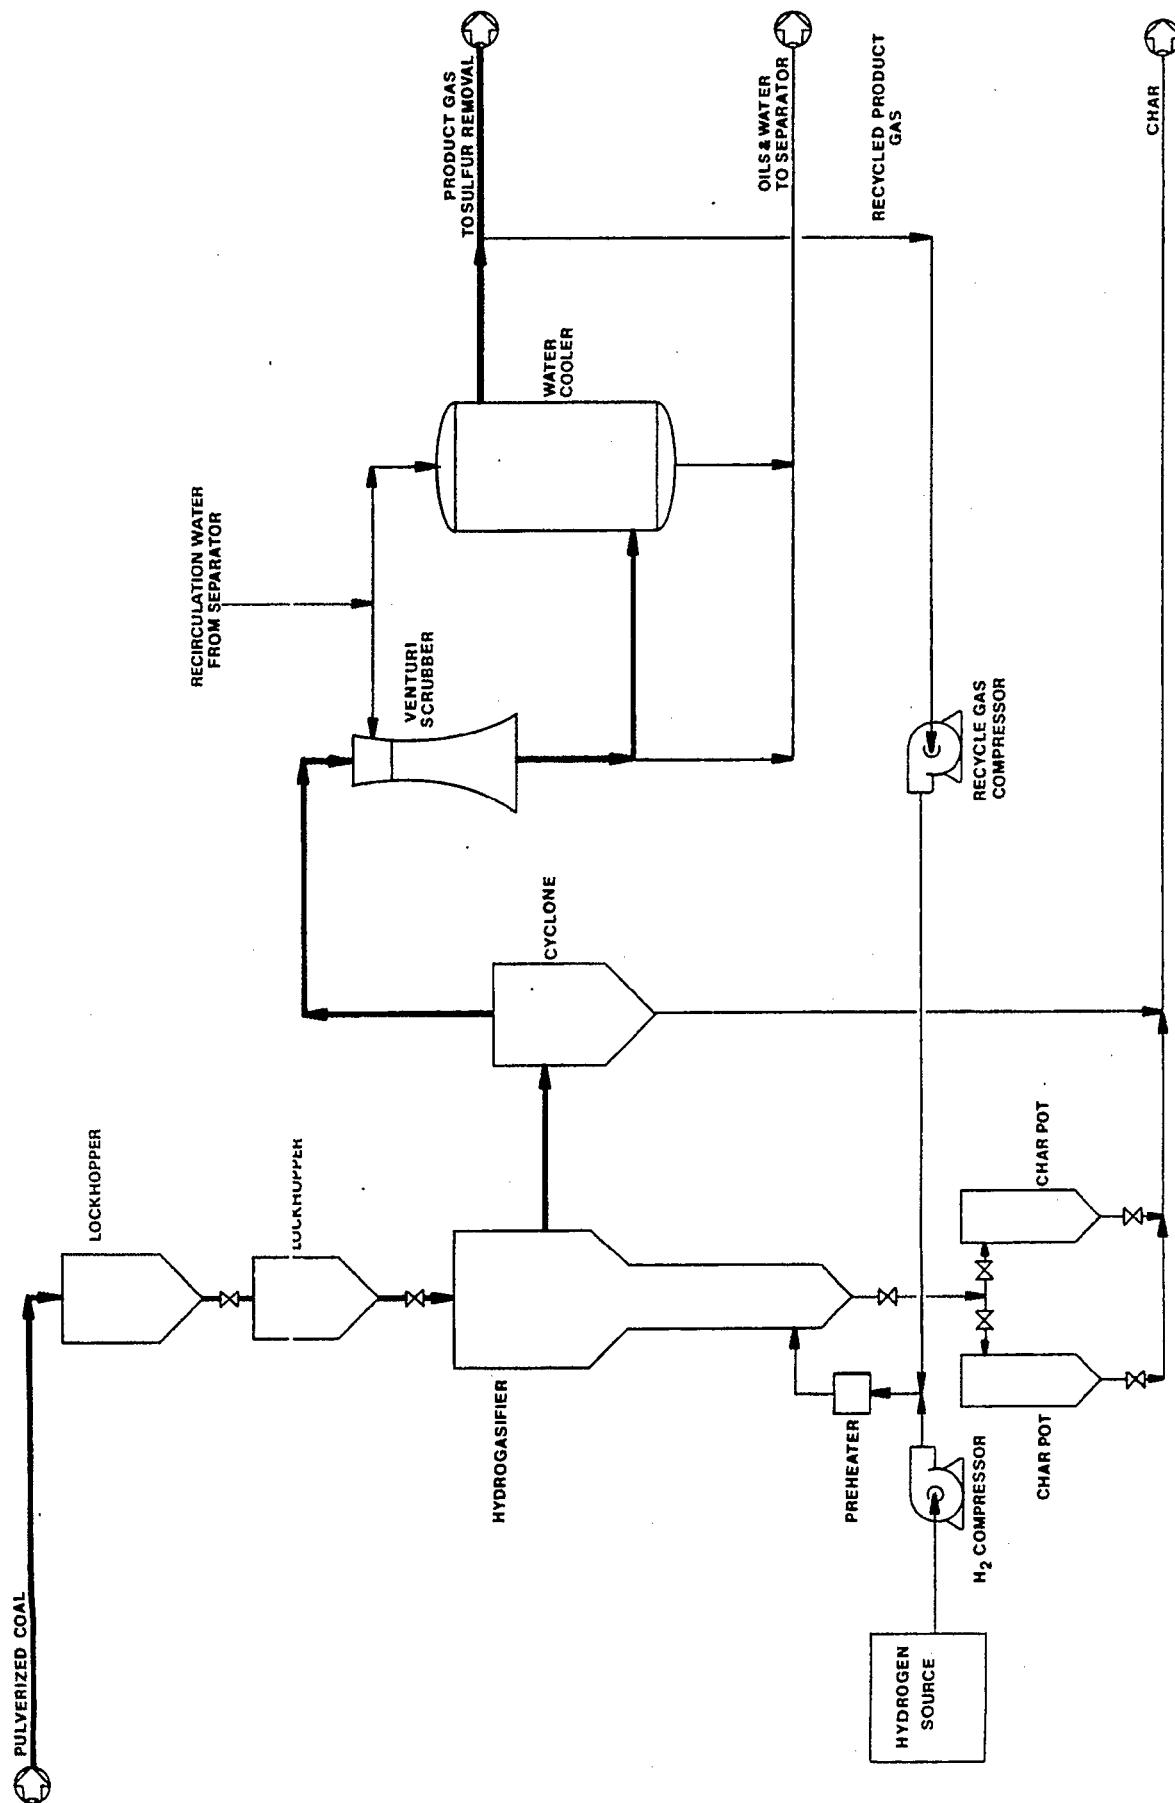 PULVERIZED COAL
LOCKHOPPER
LOCKHOPPER
HYDROGASIFIER
CYCLONE
VENTURI
SCRUBBER
RECIRCULATION WATER
FROM SEPARATOR
WATER
COOLER
PRODUCT GAS
TO SULFUR REMOVAL
OILS & WATER
TO SEPARATOR
RECYCLED PRODUCT
GAS
RECYCLE GAS
COMPRESSOR
PREHEATER
H2 COMPRESSOR
HYDROGEN
SOURCE
CHAR POT
CHAR POT
CHAR